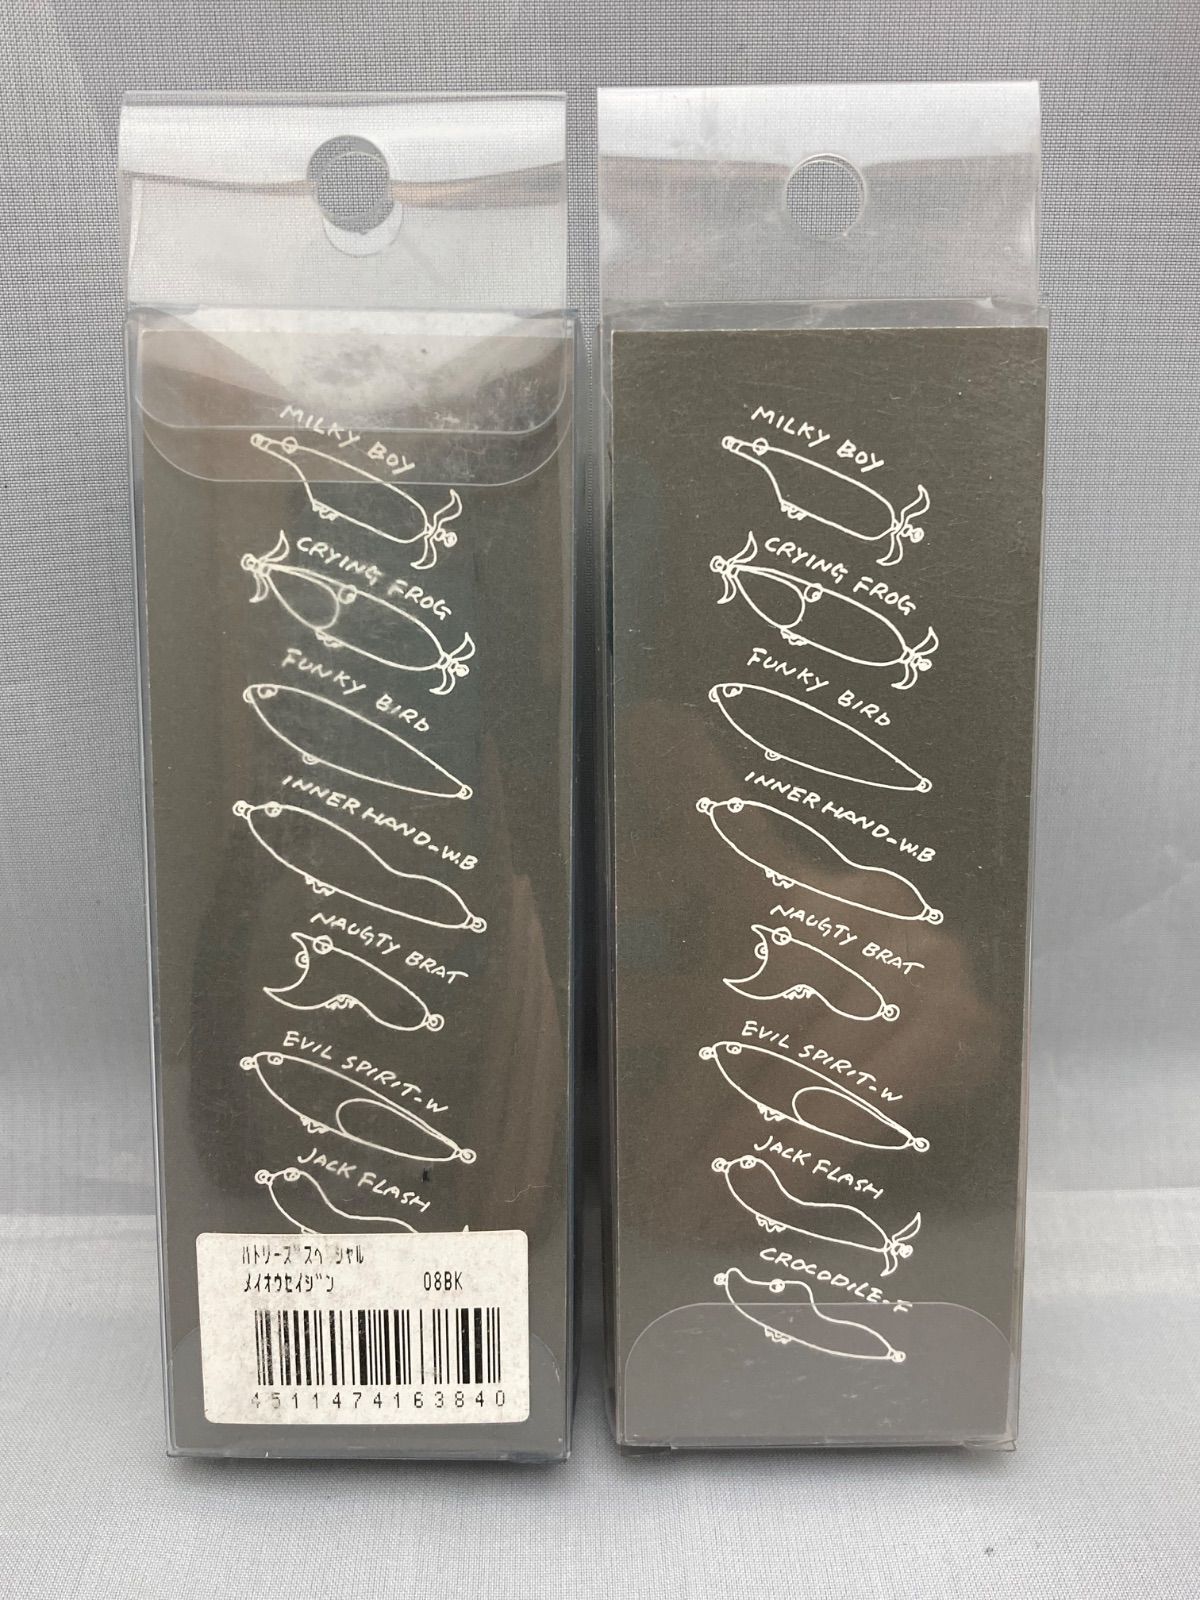 MILKY BOY
CRYING FROG
FUNKY BIRD
INNER HAND-W.B
NAUGTY BRAT
EVIL SPIRIT-W
JACK FLASH
ﾊﾄﾘｰｽﾞｽﾍﾟｼｬﾙ
ﾒｲｵｳｾｲｼﾞﾝ 08BK
4511474163840
MILKY BOY
CRYING FROG
FUNKY BIRD
INNER HAND-W.B
NAUGTY BRAT
EVIL SPIRIT-W
JACK FLASH
CROCODILE-F